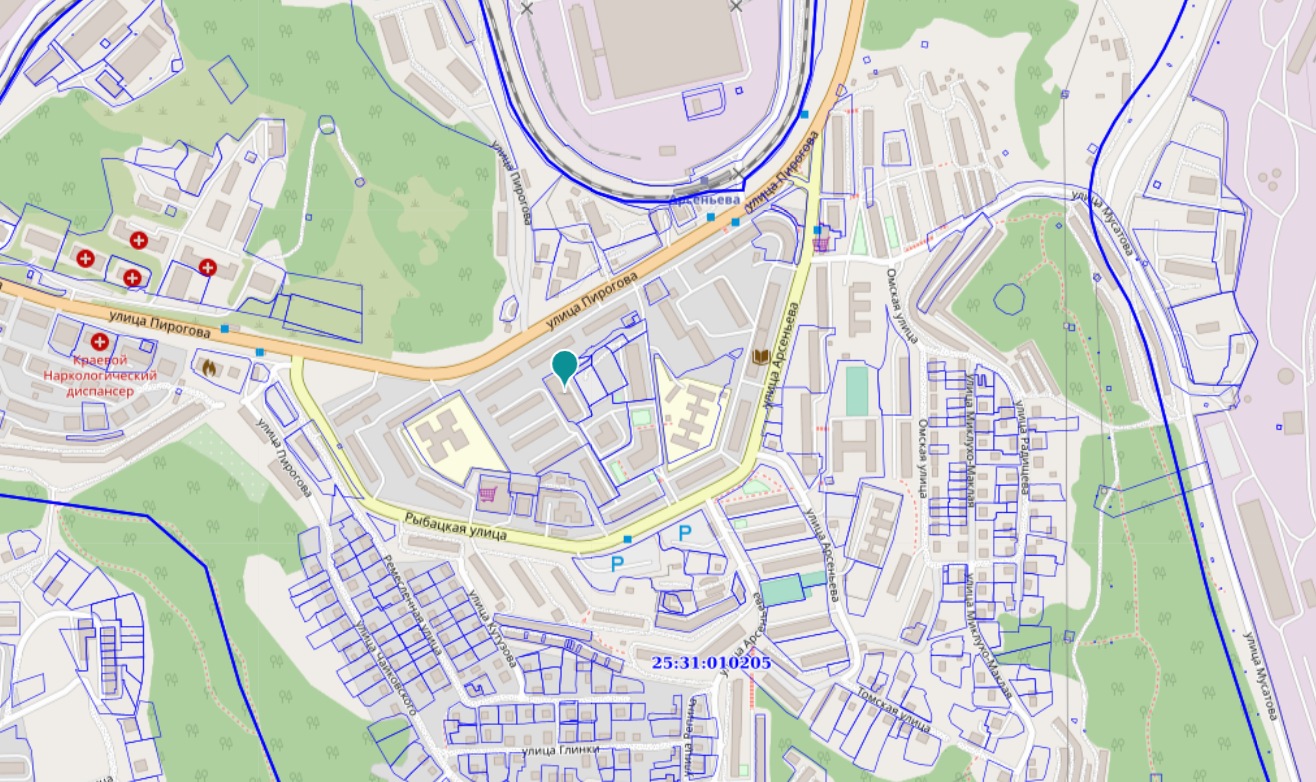 улица Пирогова
Арсеньева
улица Пирогова
улица Мусатова
улица Пирогова
улица Пирогова
Омская улица
улица Арсеньева
Краевой
Наркологический
диспансер
улица Пирогова
Омская улица
улица Миклухо-Маклая
улица Радищева
Рыбацкая улица
P
P
улица Арсеньева
Ремесленная улица
улица Чайковского
улица Кутузова
улица Арсеньева
улица Миклухо-Маклая
25:31:010205
улица Мусатова
Томская улица
улица Репина
улица Глинки